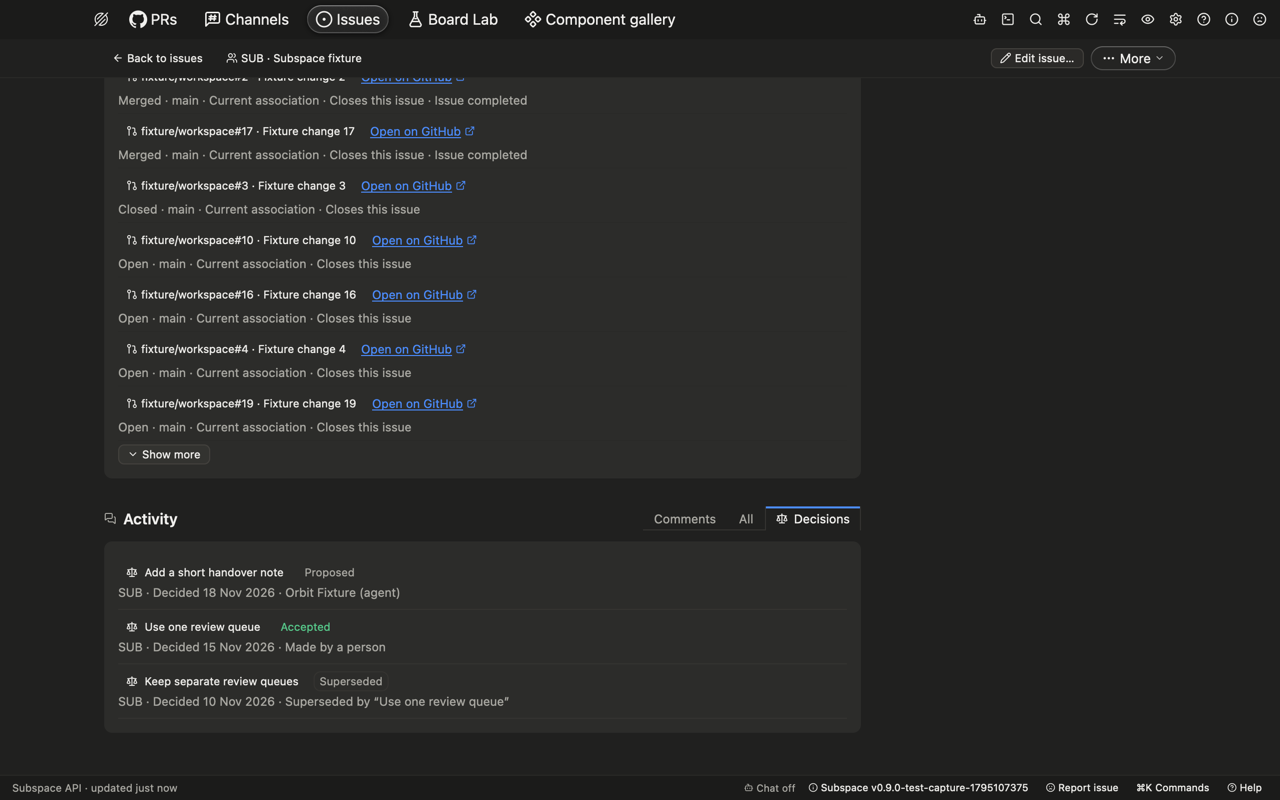 PRs Channels Issues Board Lab Component gallery
Back to issues SUB · Subspace fixture Edit issue... More
fixture/workspace#2 · Fixture change 2 Open on GitHub
Merged · main · Current association · Closes this issue · Issue completed
fixture/workspace#17 · Fixture change 17 Open on GitHub
Merged · main · Current association · Closes this issue · Issue completed
fixture/workspace#3 · Fixture change 3 Open on GitHub
Closed · main · Current association · Closes this issue
fixture/workspace#10 · Fixture change 10 Open on GitHub
Open · main · Current association · Closes this issue
fixture/workspace#16 · Fixture change 16 Open on GitHub
Open · main · Current association · Closes this issue
fixture/workspace#4 · Fixture change 4 Open on GitHub
Open · main · Current association · Closes this issue
fixture/workspace#19 · Fixture change 19 Open on GitHub
Open · main · Current association · Closes this issue
Show more
Activity Comments All Decisions
Add a short handover note Proposed
SUB · Decided 18 Nov 2026 · Orbit Fixture (agent)
Use one review queue Accepted
SUB · Decided 15 Nov 2026 · Made by a person
Keep separate review queues Superseded
SUB · Decided 10 Nov 2026 · Superseded by “Use one review queue”
Subspace API · updated just now Chat off Subspace v0.9.0-test-capture-1795107375 Report issue ⌘K Commands Help